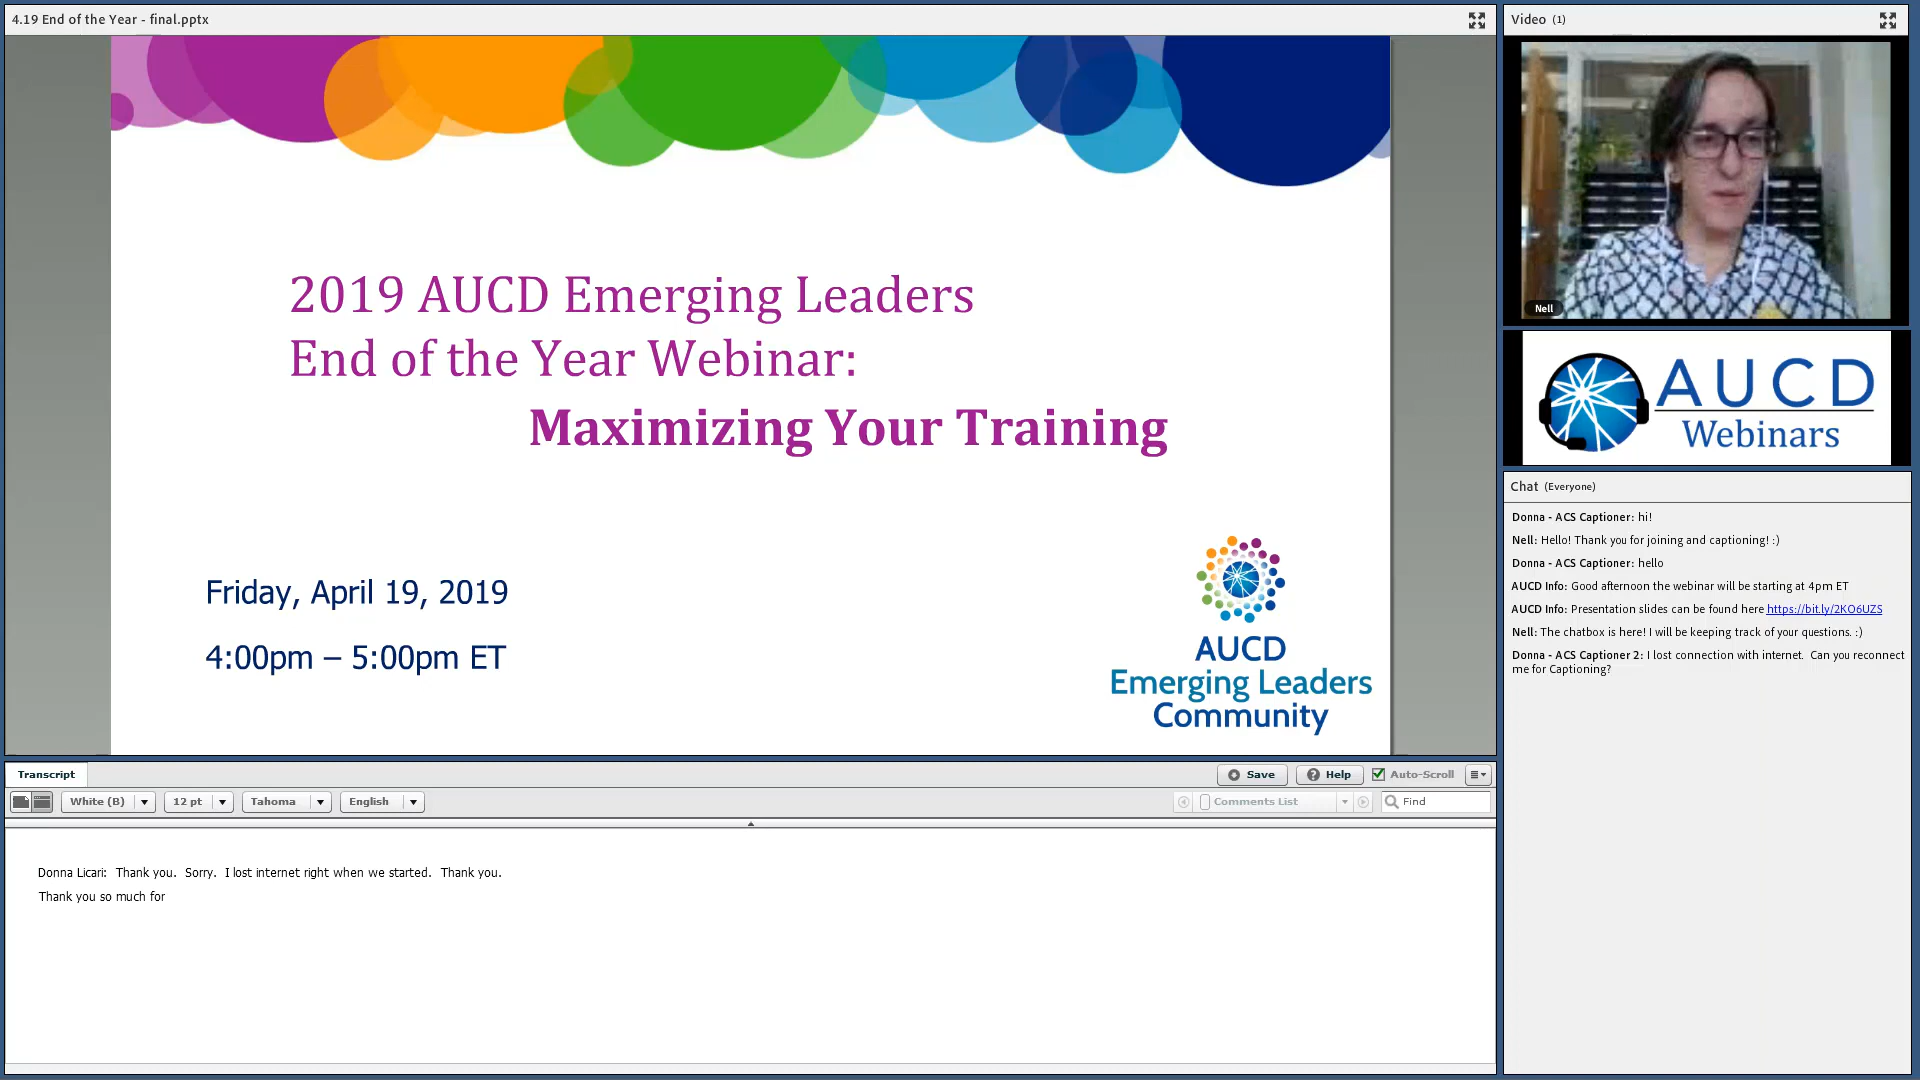 4.19 End of the Year - final.pptx
2019 AUCD Emerging Leaders
End of the Year Webinar:
Maximizing Your Training
Friday, April 19, 2019
4:00pm – 5:00pm ET
AUCD
Emerging Leaders
Community
Video (1)
Nell
AUCD
Webinars
Chat (Everyone)
Donna - ACS Captioner: hi!
Nell: Hello! Thank you for joining and captioning! :)
Donna - ACS Captioner: hello
AUCD Info: Good afternoon the webinar will be starting at 4pm ET
AUCD Info: Presentation slides can be found here https://bit.ly/2KO6UZS
Nell: The chatbox is here! I will be keeping track of your questions. :)
Donna - ACS Captioner 2: I lost connection with internet. Can you reconnect
me for Captioning?
Transcript
Save
Help
Auto-Scroll
White (B)
12 pt
Tahoma
English
Comments List
Find
Donna Licari: Thank you. Sorry. I lost internet right when we started. Thank you.
Thank you so much for